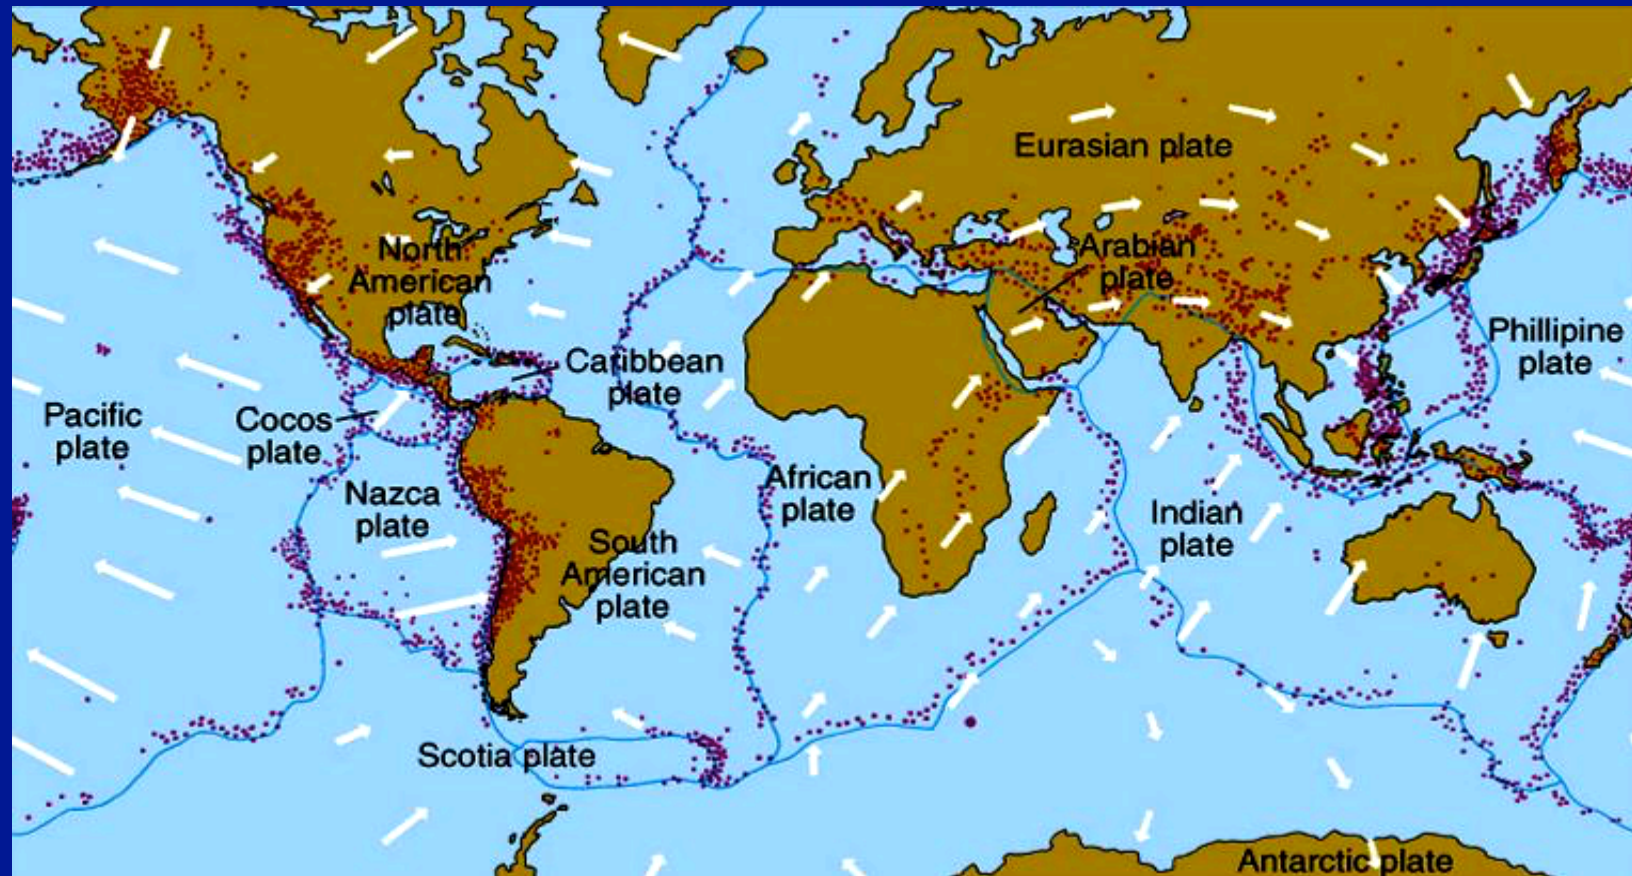 Eurasian plate
North
American
plate
Arabian
plate
Phillipine
plate
Caribbean
plate
Pacific
plate
Cocos
plate
Nazca
plate
African
plate
Indian
plate
South
American
plate
Scotia plate
Antarctic plate